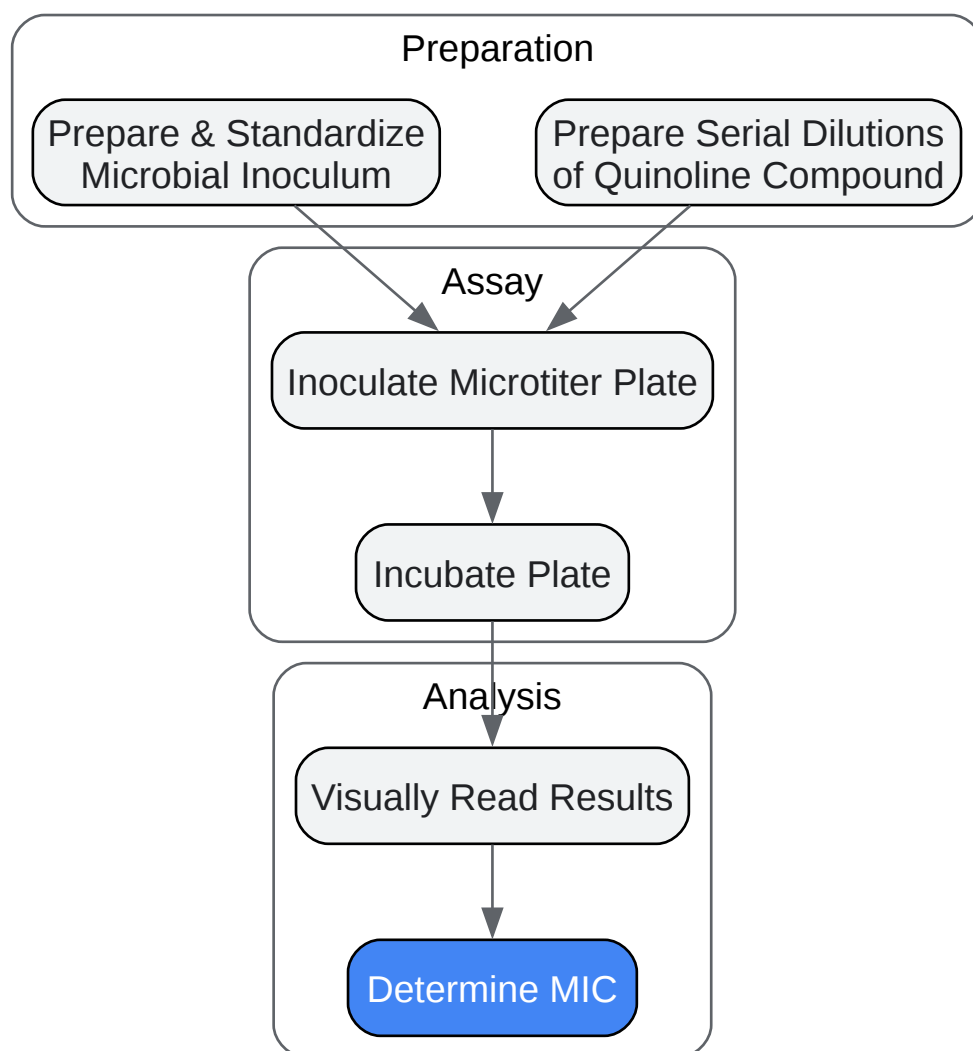 Preparation
Prepare & Standardize
Microbial Inoculum
Prepare Serial Dilutions
of Quinoline Compound
Assay
Inoculate Microtiter Plate
Incubate Plate
Analysis
Visually Read Results
Determine MIC